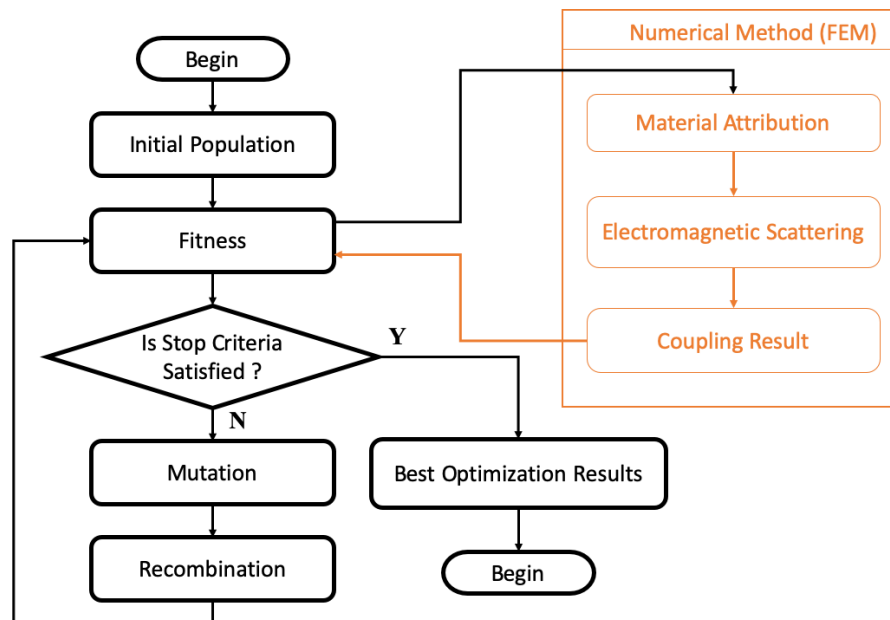 Begin
Initial Population
Fitness
Is Stop Criteria
Satisfied ?
Y
N
Mutation
Recombination
Best Optimization Results
Begin
Numerical Method (FEM)
Material Attribution
Electromagnetic Scattering
Coupling Result